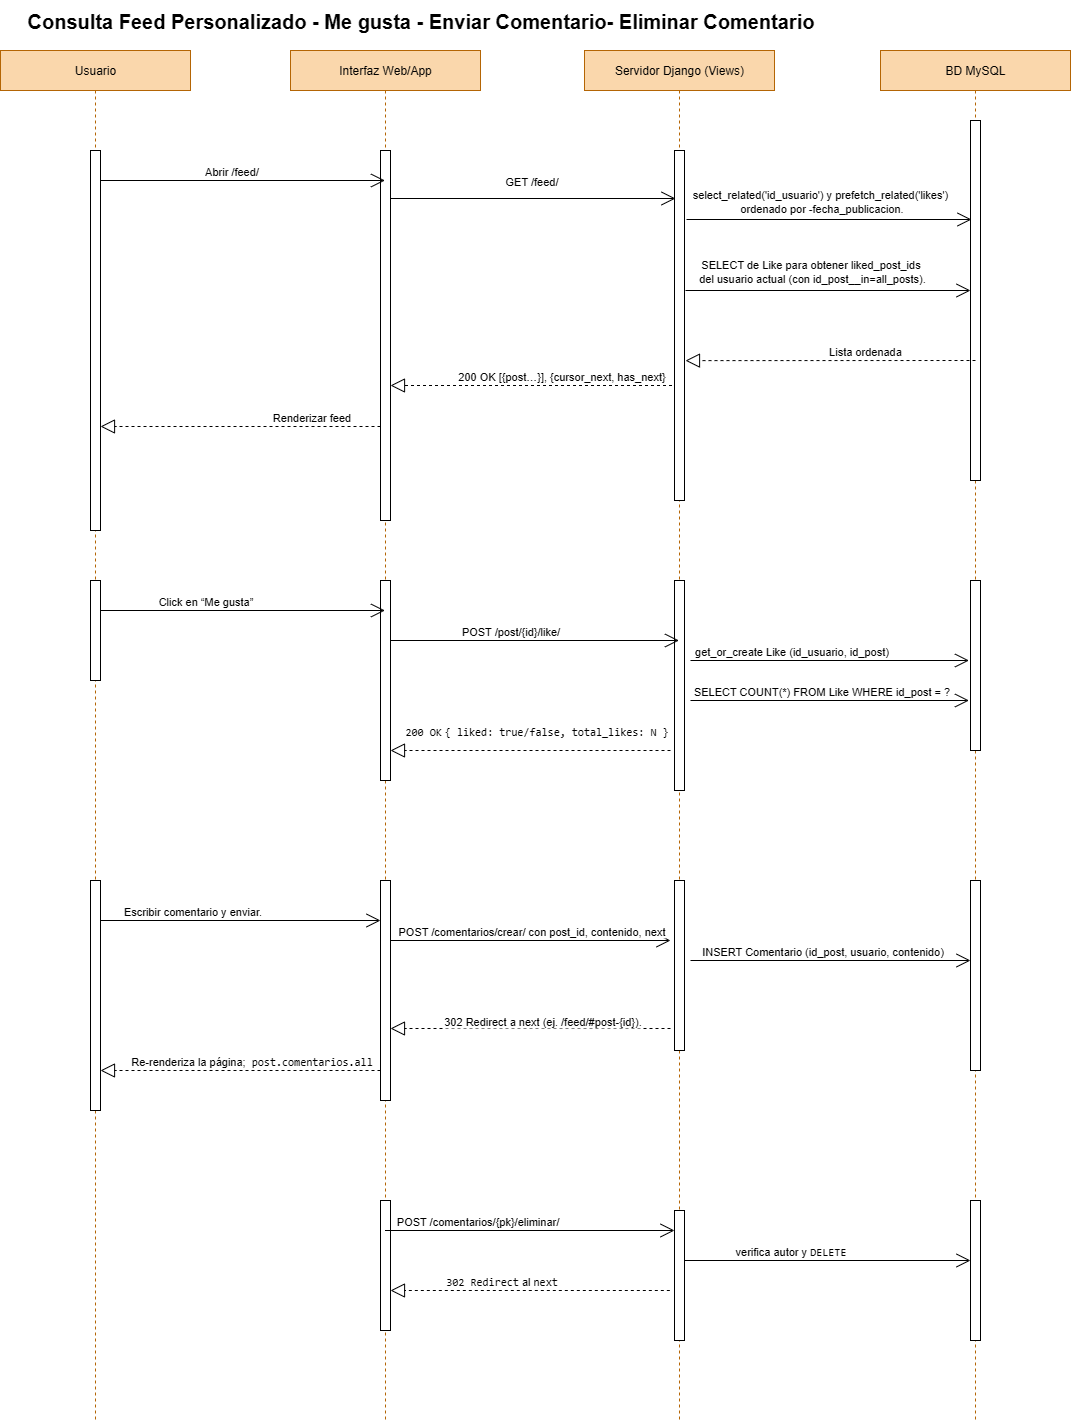 Consulta Feed Personalizado - Me gusta - Enviar Comentario- Eliminar Comentario
Usuario
Interfaz Web/App
Servidor Django (Views)
BD MySQL
Abrir /feed/
GET /feed/
select_related('id_usuario') y prefetch_related('likes')
ordenado por -fecha_publicacion.
SELECT de Like para obtener liked_post_ids
del usuario actual (con id_post__in=all_posts).
Lista ordenada
200 OK [{post…}], {cursor_next, has_next}
Renderizar feed
Click en “Me gusta”
POST /post/{id}/like/
get_or_create Like (id_usuario, id_post)
SELECT COUNT(*) FROM Like WHERE id_post = ?
200 OK { liked: true/false, total_likes: N }
Escribir comentario y enviar.
POST /comentarios/crear/ con post_id, contenido, next
INSERT Comentario (id_post, usuario, contenido)
302 Redirect a next (ej. /feed/#post-{id}).
Re-renderiza la página; post.comentarios.all
POST /comentarios/{pk}/eliminar/
verifica autor y DELETE
302 Redirect al next